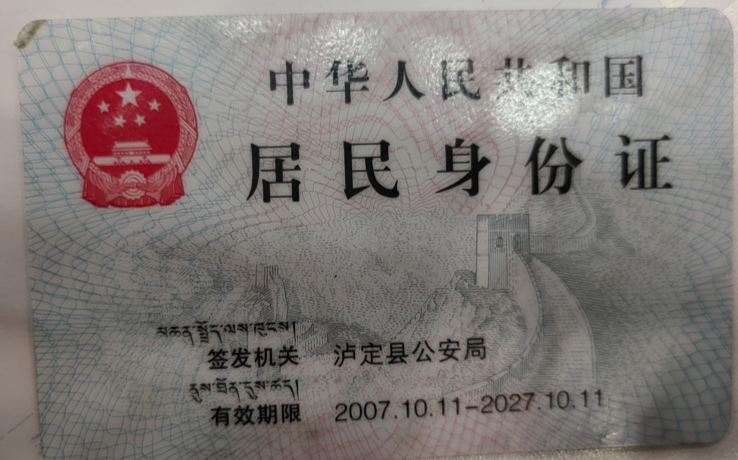 中华人民共和国
居民身份证
签发机关 泸定县公安局
有效期限 2007.10.11-2027.10.11